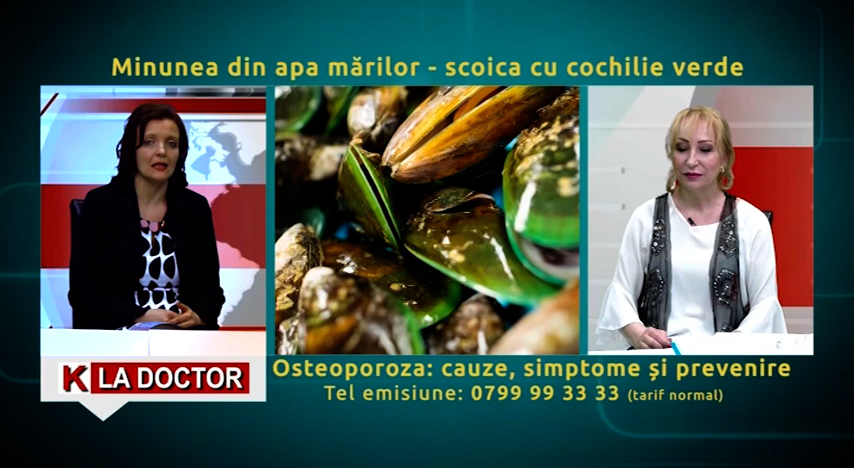 Minunea din apa mărilor - scoica cu cochilie verde
K LA DOCTOR
Osteoporoza: cauze, simptome și prevenire
Tel emisiune: 0799 99 33 33 (tarif normal)